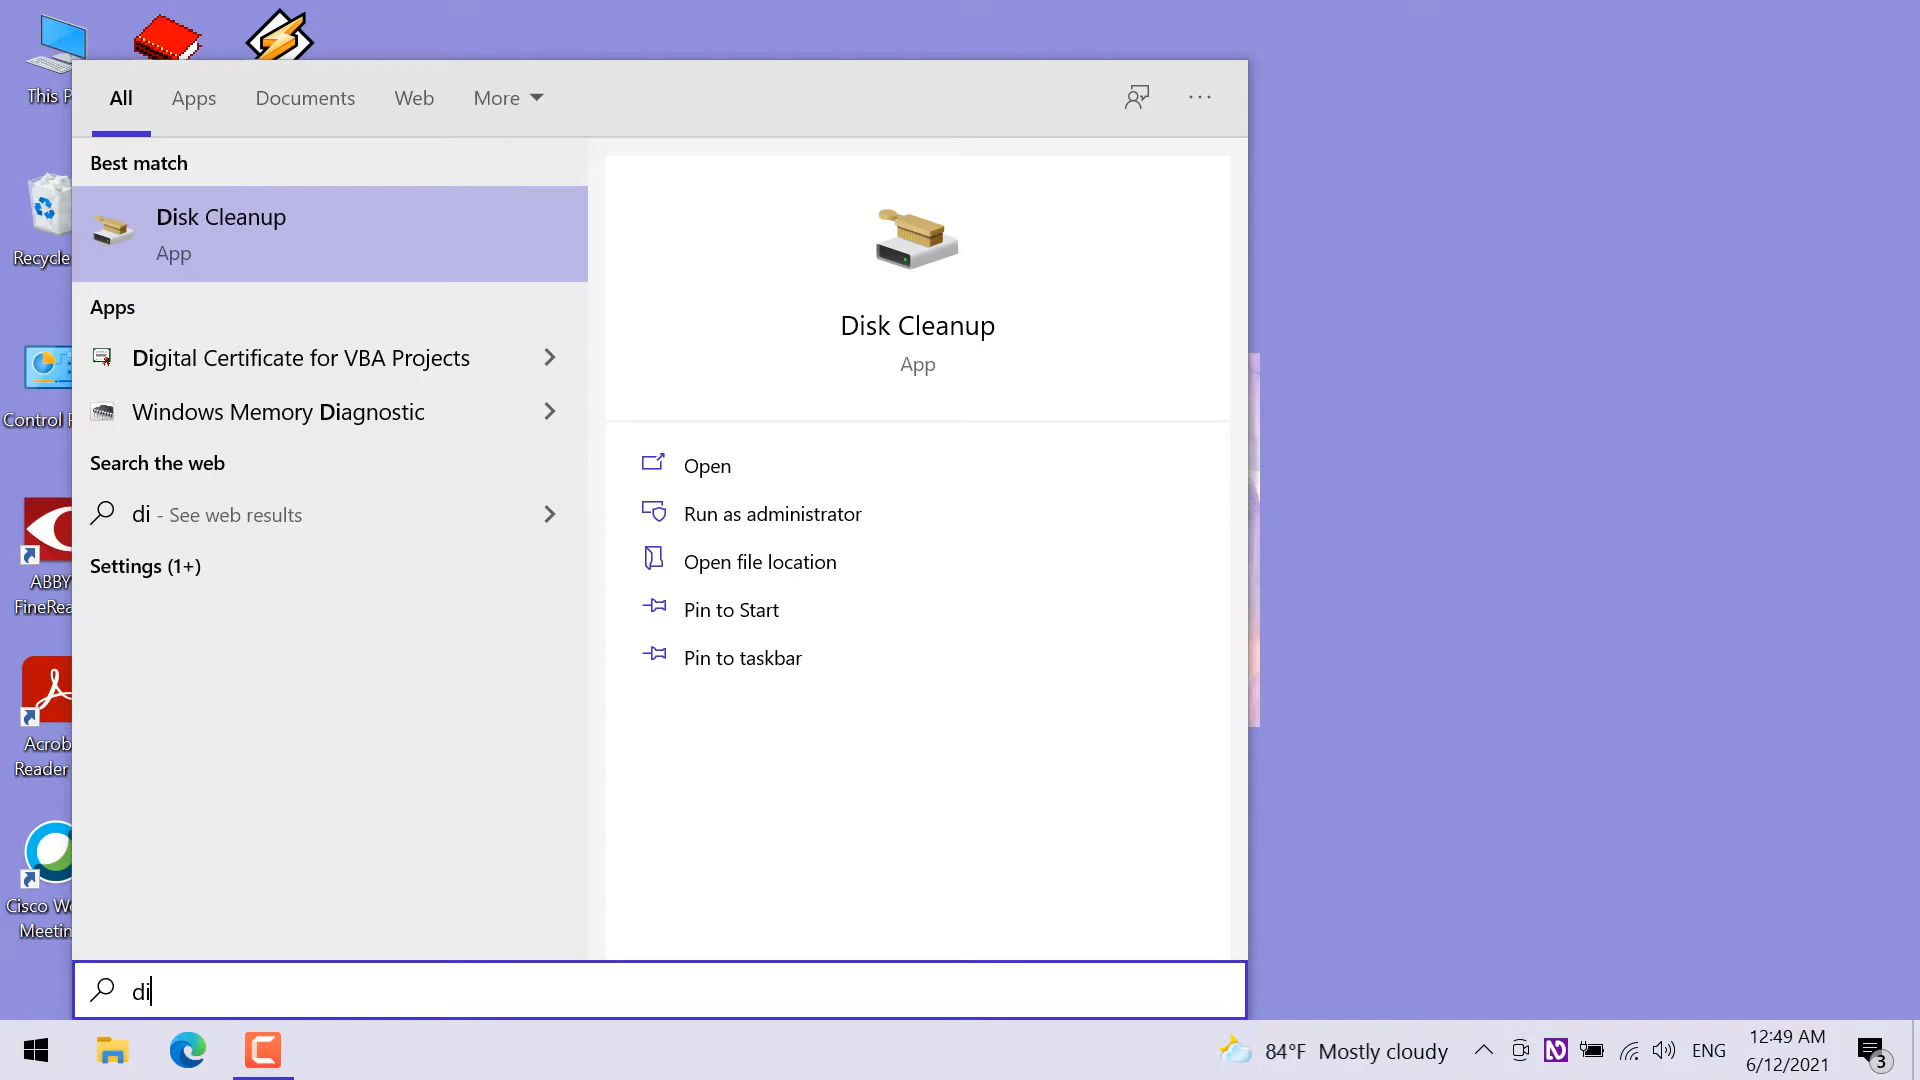 This P
Recycle
Control P
ABBY
FineRea
Acrob
Reader
Cisco We
Meetin
All Apps Documents Web More
Best match
Disk Cleanup
App
Apps
Digital Certificate for VBA Projects
Windows Memory Diagnostic
Search the web
di - See web results
Settings (1+)
Disk Cleanup
App
Open
Run as administrator
Open file location
Pin to Start
Pin to taskbar
di
84°F Mostly cloudy
ENG
12:49 AM
6/12/2021
3